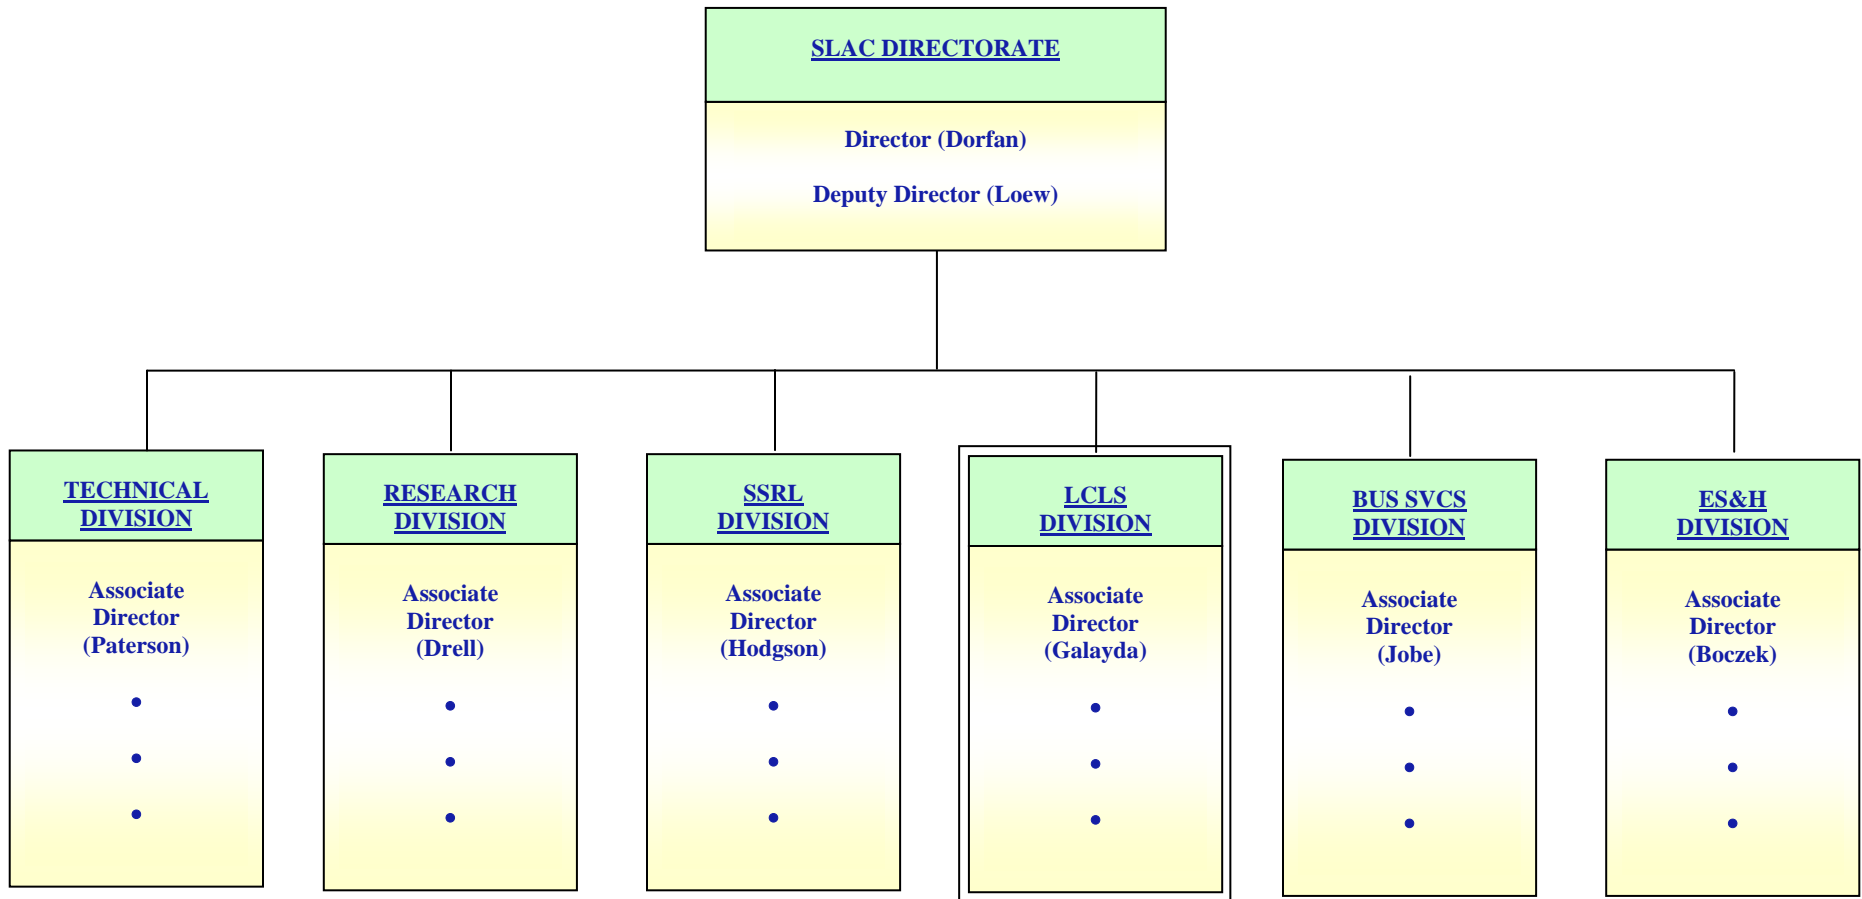 SLAC DIRECTORATE
Director (Dorfan)
Deputy Director (Loew)
TECHNICAL
DIVISION
Associate
Director
(Paterson)
•
•
•
RESEARCH
DIVISION
Associate
Director
(Drell)
•
•
•
SSRL
DIVISION
Associate
Director
(Hodgson)
•
•
•
LCLS
DIVISION
Associate
Director
(Galayda)
•
•
•
BUS SVCS
DIVISION
Associate
Director
(Jobe)
•
•
•
ES&H
DIVISION
Associate
Director
(Boczek)
•
•
•